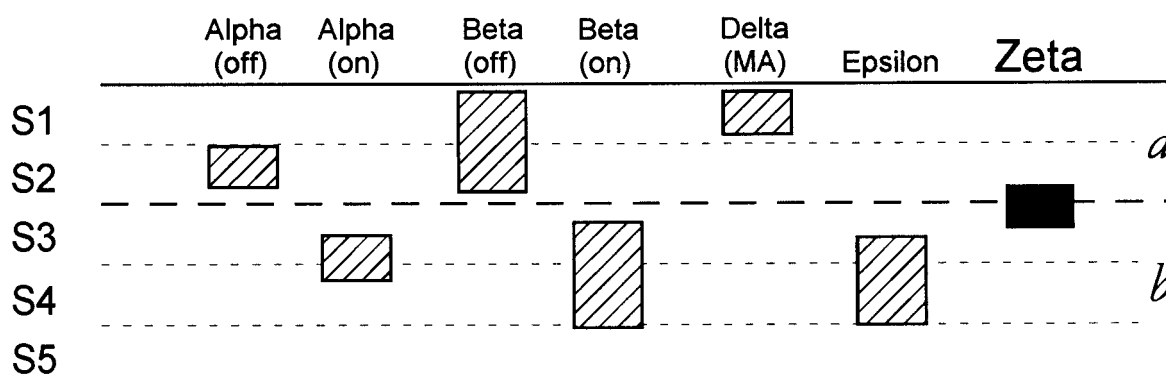 Alpha (off)
Alpha (on)
Beta (off)
Beta (on)
Delta (MA)
Epsilon
Zeta
S1
a
S2
S3
S4
b
S5